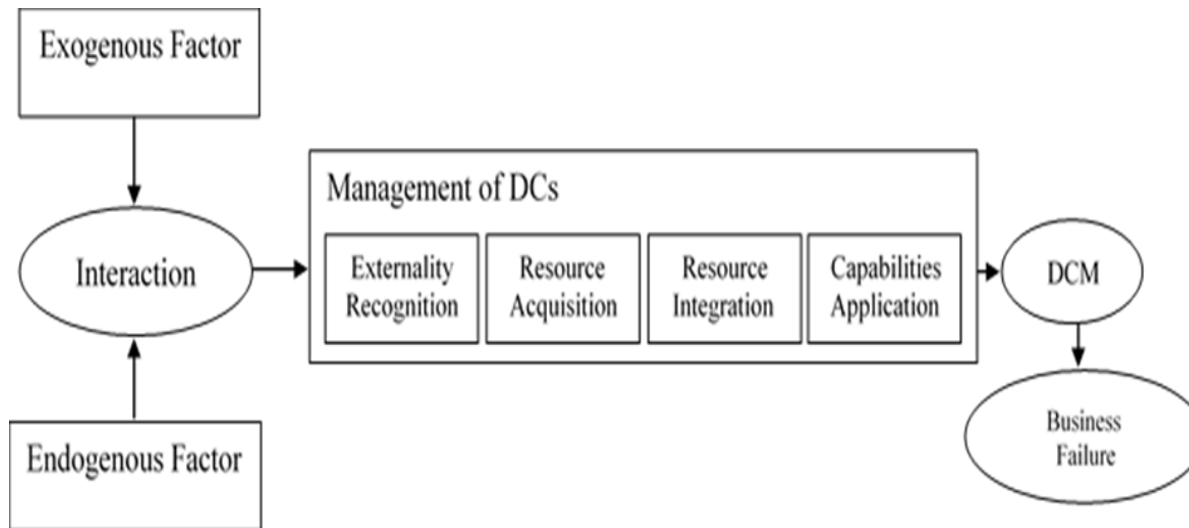 Exogenous Factor
Interaction
Endogenous Factor
Management of DCs
Externality
Recognition
Resource
Acquisition
Resource
Integration
Capabilities
Application
DCM
Business
Failure